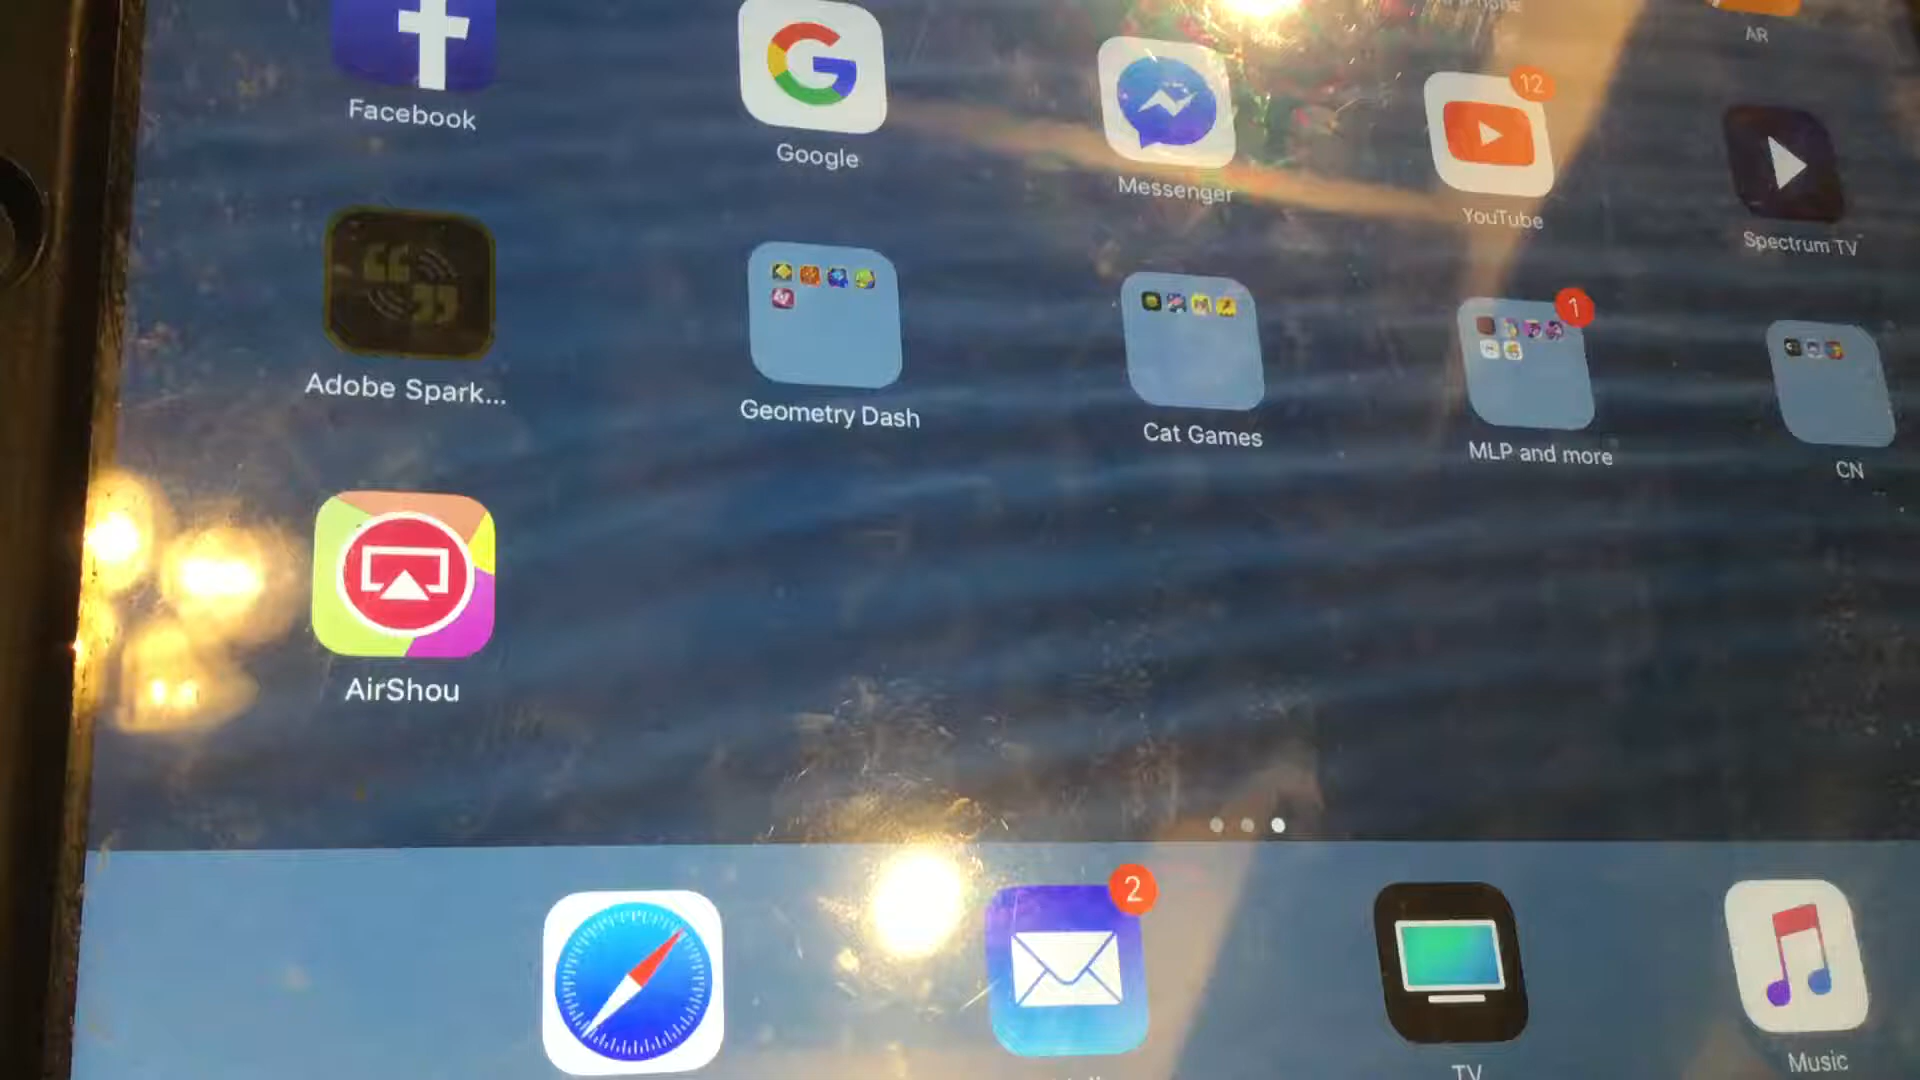 AR
Facebook
Google
Messenger
12
YouTube
Spectrum TV
Adobe Spark...
Geometry Dash
Cat Games
1
MLP and more
CN
AirShou
2
TV
Music